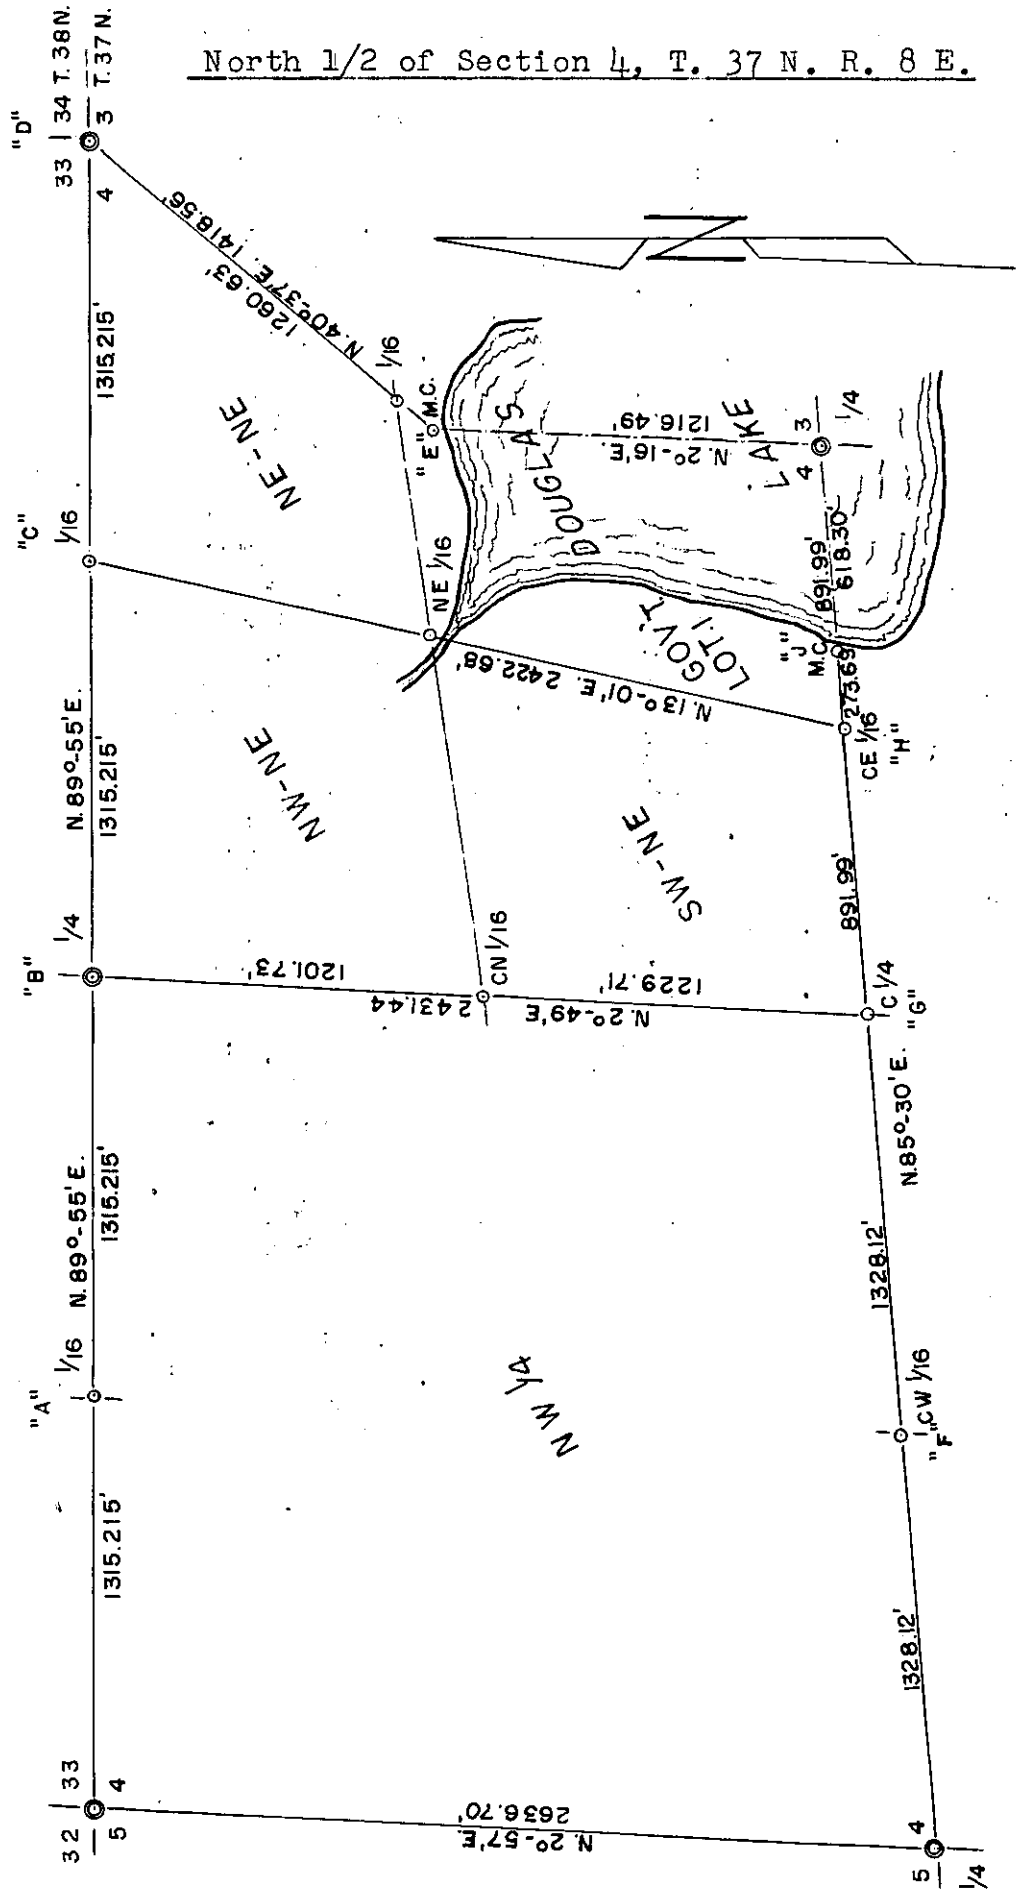 North 1/2 of Section 4, T. 37 N. R. 8 E.
32 | 33
5 | 4
"A"
1/16
"B"
1/4
"C"
1/16
"D"
33 | 34 T. 38 N.
4 | 3 T. 37 N.
1315.215'
N. 89°-55' E.
1315.215'
N. 89°-55' E.
1315.215'
1315.215'
N. 40°-37' E. 1418.56'
1260.63'
1/16
"E" M.C.
NE-NE
NW-NE
NE 1/16
CN 1/16
1201.73'
2431.44
N. 2°-49' E
1229.71'
N. 13°-01' E. 2422.68'
SW-NE
GOV'T.
LOT. 1
DOUGLAS
LAKE
N. 2°-16' E.
1216.49'
4 3
1/4
891.99'
618.30'
"J"
M.C.
273.69'
CE 1/16
"H"
891.99'
C 1/4
"G"
N. 85°-30' E.
1328.12'
CW 1/16
"F"
1328.12'
NW 1/4
N. 2°-57' E.
2636.70'
5 4
1/4
N